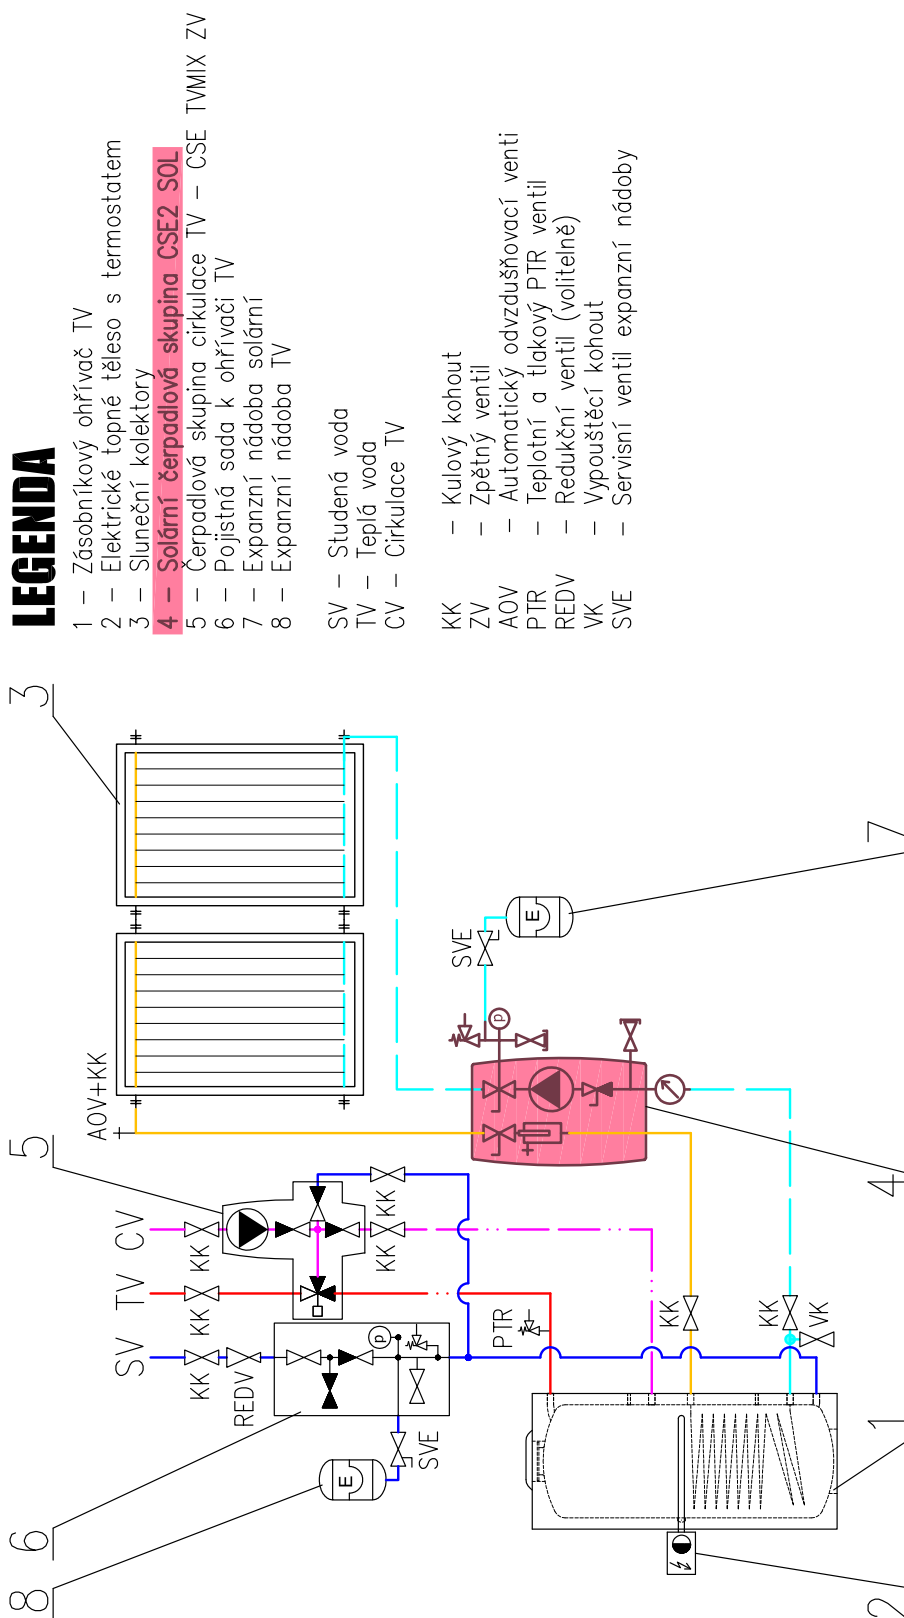 LEGENDA
1 – Zásobníkový ohřívač TV
2 – Elektrické topné těleso s termostatem
3 – Sluneční kolektory
4 – Solární čerpadlová skupina CSE2 SOL
5 – Čerpadlová skupina cirkulace TV – CSE TVMIX ZV
6 – Pojistná sada k ohřívači TV
7 – Expanzní nádoba solární
8 – Expanzní nádoba TV
SV – Studená voda
TV – Teplá voda
CV – Cirkulace TV
KK – Kulový kohout
ZV – Zpětný ventil
AOV – Automatický odvzdušňovací venti
PTR – Teplotní a tlakový PTR ventil
REDV – Redukční ventil (volitelně)
VK – Vypouštěcí kohout
SVE – Servisní ventil expanzní nádoby
8
6
5
3
SV
TV
CV
AOV+KK
KK
KK
KK
REDV
KK
KK
p
E
SVE
PTR
SVE
E
p
KK
KK
VK
2
1
4
7